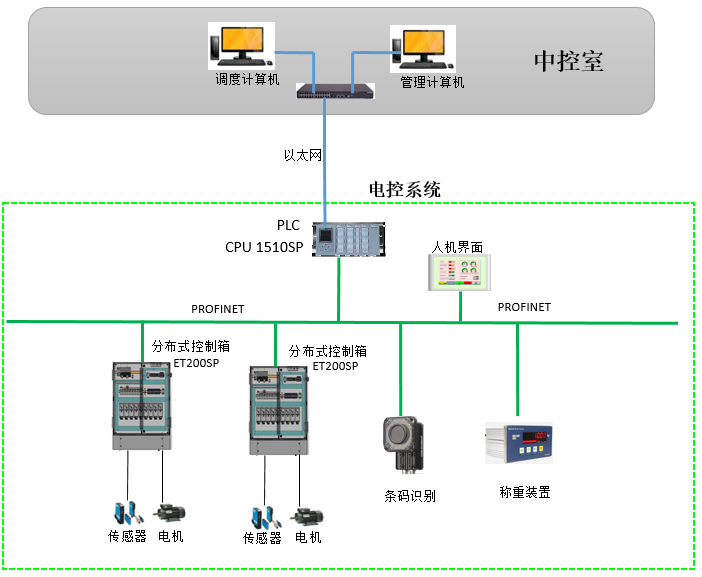 中控室
调度计算机
管理计算机
以太网
电控系统
PLC
CPU 1510SP
人机界面
PROFINET
PROFINET
分布式控制箱
ET200SP
分布式控制箱
ET200SP
条码识别
称重装置
传感器
电机
传感器
电机